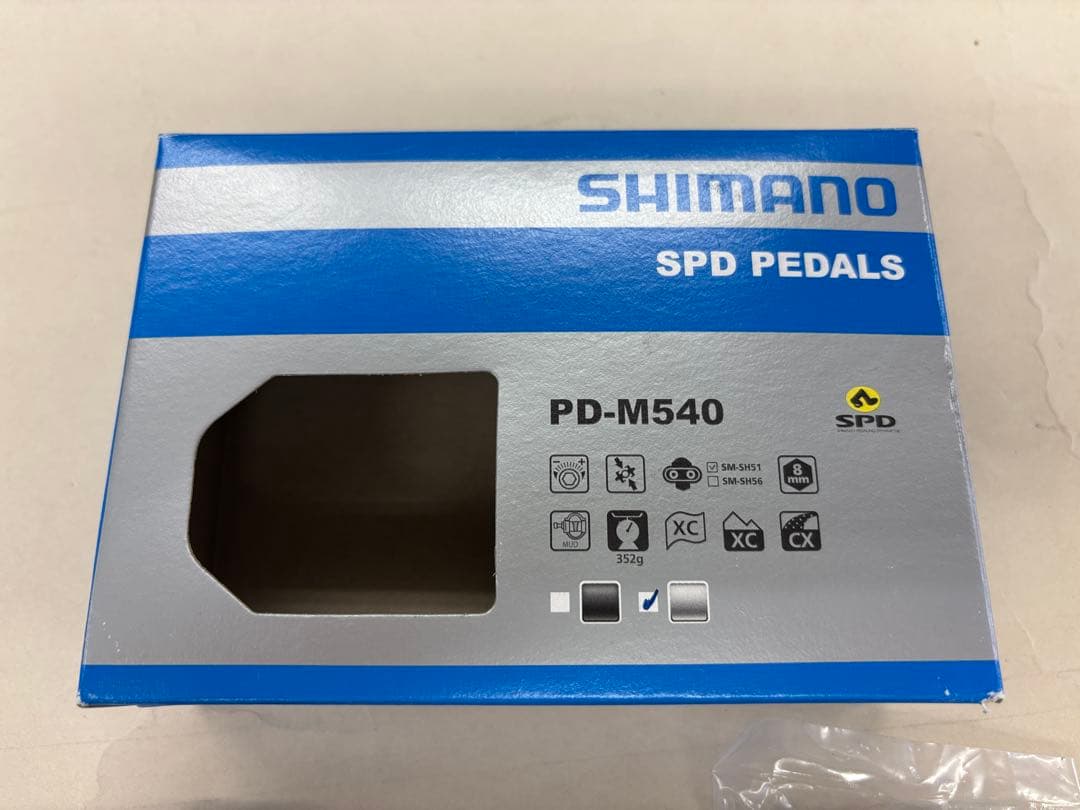 SHIMANO
SPD PEDALS
PD-M540
SPD
- +
SM-SH51
SM-SH56
8
mm
MUD
352g
XC
XC
CX